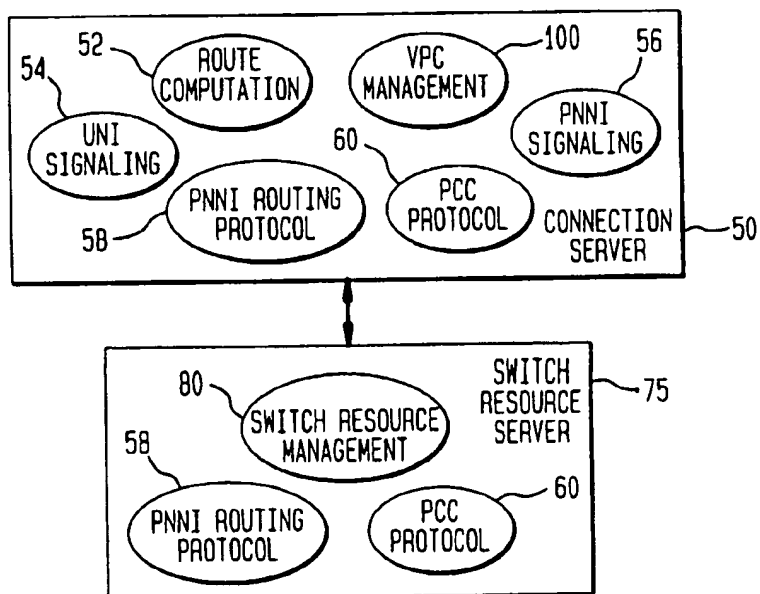 52
ROUTE
COMPUTATION
VPC
MANAGEMENT
100
56
54
UNI
SIGNALING
PNNI
SIGNALING
60
PNNI ROUTING
PROTOCOL
58
PCC
PROTOCOL
CONNECTION
SERVER
50
80
SWITCH RESOURCE
MANAGEMENT
SWITCH
RESOURCE
SERVER
75
58
PNNI ROUTING
PROTOCOL
60
PCC
PROTOCOL